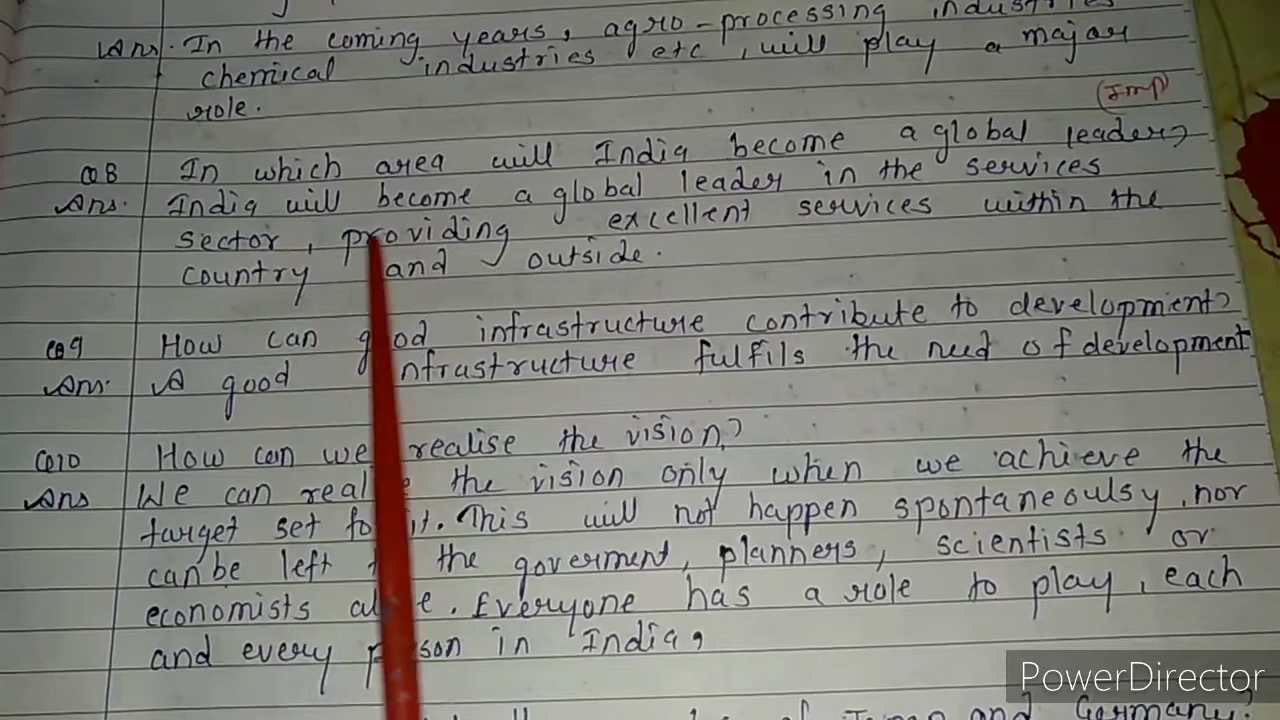 Ans. In the coming years, agro-processing industries
chemical industries etc, will play a major
role.
(Imp)
Q8 In which area will India become a global leader?
Ans. India will become a global leader in the services
sector, providing excellent services within the
country and outside.
Q9 How can good infrastructure contribute to development?
Ans. A good infrastructure fulfils the need of development
Q10 How can we realise the vision?
Ans We can the vision only when we achieve the
target set it. This will not happen spontaneoulsy, nor
can be left the goverment, planners, scientists or
economists. Everyone has a role to play, each
and every in India,
PowerDirector
and Germany?